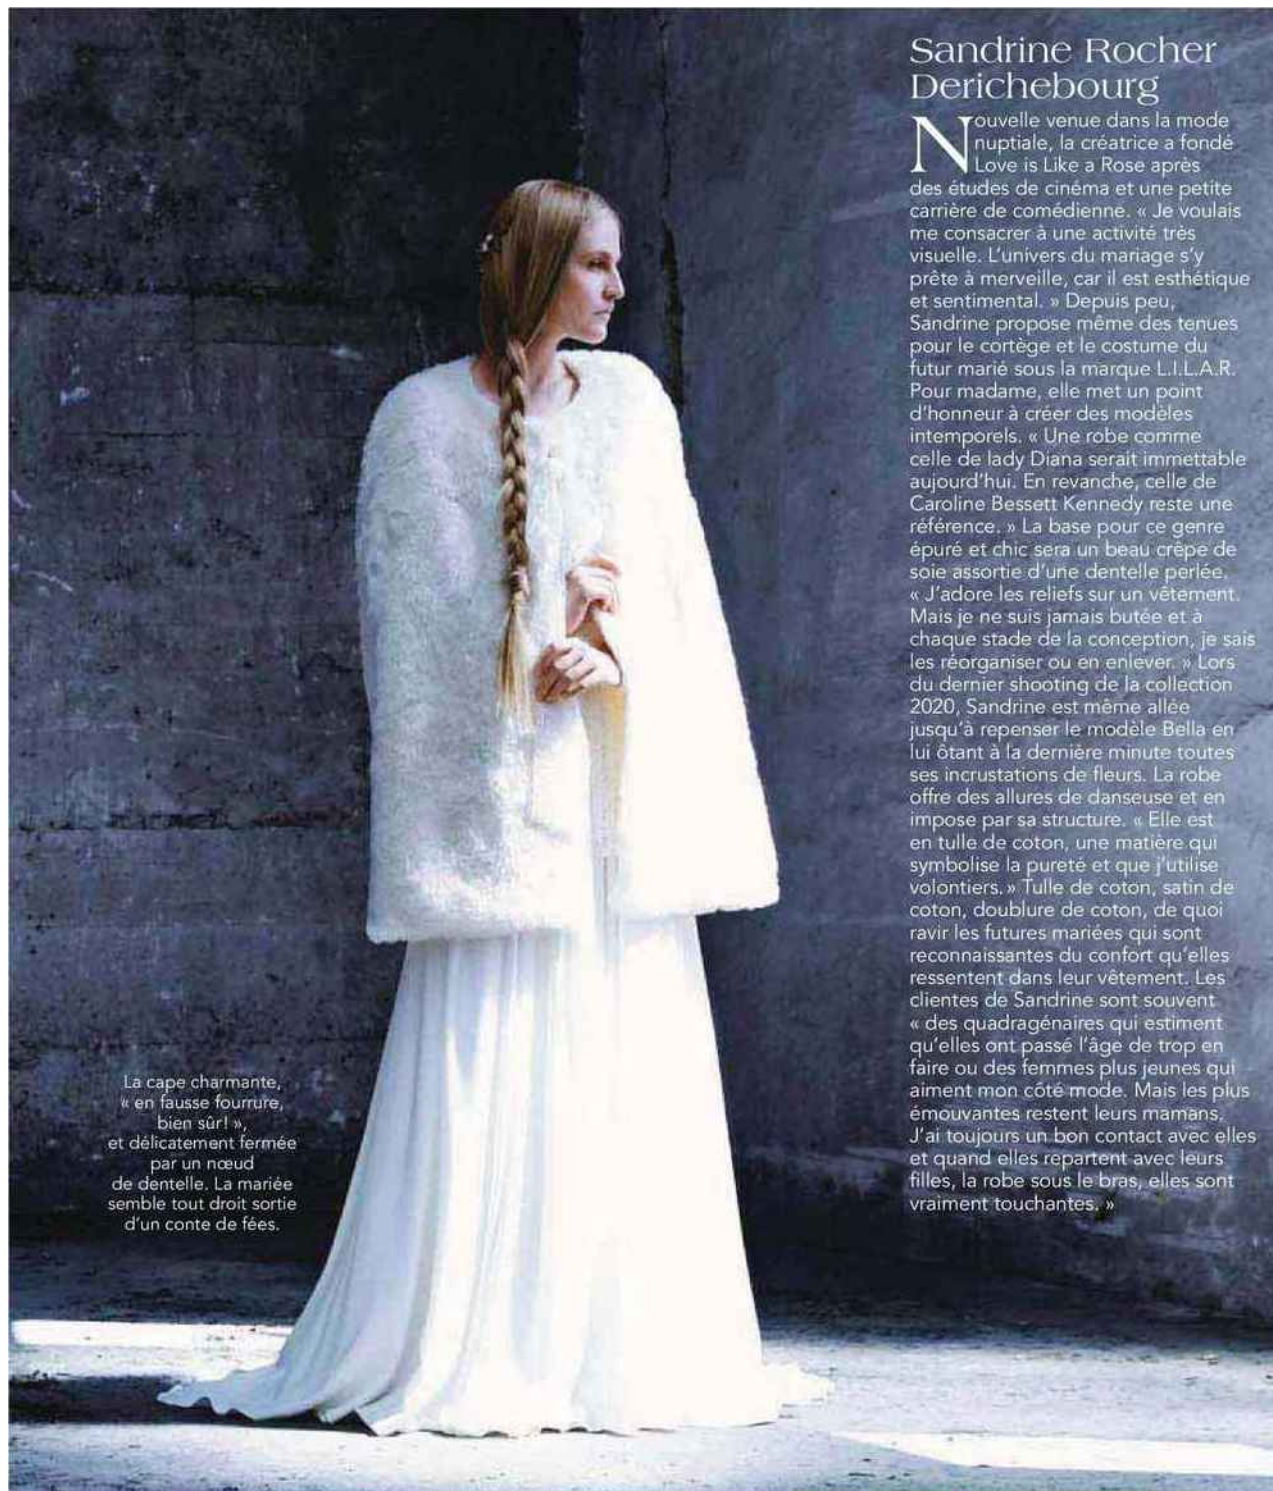 Sandrine Rocher
Derichebourg
Nouvelle venue dans la mode
nuptiale, la créatrice a fondé
Love is Like a Rose après
des études de cinéma et une petite
carrière de comédienne. « Je voulais
me consacrer à une activité très
visuelle. L'univers du mariage s'y
prête à merveille, car il est esthétique
et sentimental. » Depuis peu,
Sandrine propose même des tenues
pour le cortège et le costume du
futur marié sous la marque L.I.L.A.R.
Pour madame, elle met un point
d'honneur à créer des modèles
intemporels. « Une robe comme
celle de lady Diana serait immettable
aujourd'hui. En revanche, celle de
Caroline Bessett Kennedy reste une
référence. » La base pour ce genre
épuré et chic sera un beau crêpe de
soie assortie d'une dentelle perlée.
« J'adore les reliefs sur un vêtement.
Mais je ne suis jamais butée et à
chaque stade de la conception, je sais
les réorganiser ou en enlever. » Lors
du dernier shooting de la collection
2020, Sandrine est même allée
jusqu'à repenser le modèle Bella en
lui ôtant à la dernière minute toutes
ses incrustations de fleurs. La robe
offre des allures de danseuse et en
impose par sa structure. « Elle est
en tulle de coton, une matière qui
symbolise la pureté et que j'utilise
volontiers. » Tulle de coton, satin de
coton, doublure de coton, de quoi
ravir les futures mariées qui sont
reconnaissantes du confort qu'elles
ressentent dans leur vêtement. Les
clientes de Sandrine sont souvent
« des quadragénaires qui estiment
qu'elles ont passé l'âge de trop en
faire ou des femmes plus jeunes qui
aiment mon côté mode. Mais les plus
émouvantes restent leurs mamans.
J'ai toujours un bon contact avec elles
et quand elles repartent avec leurs
filles, la robe sous le bras, elles sont
vraiment touchantes. »
La cape charmante,
« en fausse fourrure,
bien sûr! »,
et délicatement fermée
par un nœud
de dentelle. La mariée
semble tout droit sortie
d'un conte de fées.